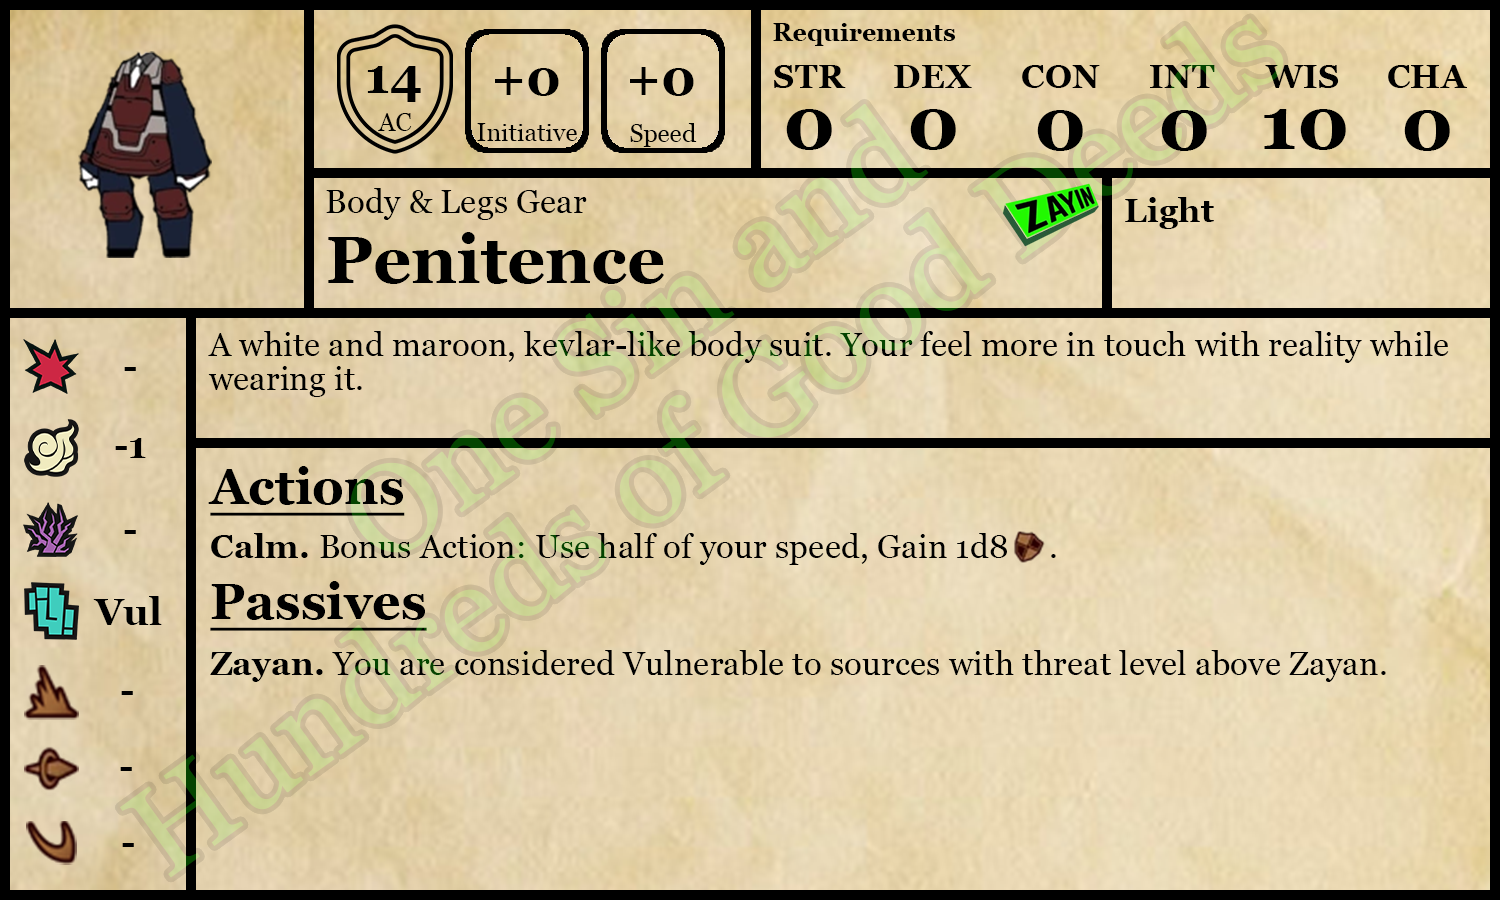 14
AC
+0
Initiative
+0
Speed
Requirements
STR DEX CON INT WIS CHA
0 0 0 0 10 0
Body & Legs Gear
Penitence
ZAYIN
Light
-
-1
-
Vul
-
-
-
A white and maroon, kevlar-like body suit. Your feel more in touch with reality while
wearing it.
Actions
Calm. Bonus Action: Use half of your speed, Gain 1d8 .
Passives
Zayan. You are considered Vulnerable to sources with threat level above Zayan.
One Sin and
Hundreds of Good Deeds